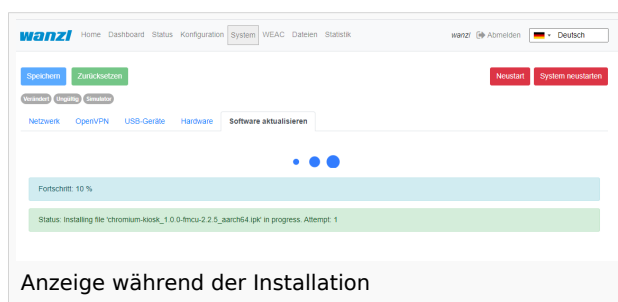 wanzl Home Dashboard Status Konfiguration System WEAC Dateien Statistik wanzl Abmelden Deutsch
Speichern Zurücksetzen Neustart System neustarten
Verändert Ungültig Simulator
Netzwerk OpenVPN USB-Geräte Hardware Software aktualisieren
Fortschritt: 10 %
Status: Installing file 'chromium-kiosk_1.0.0-fmcu-2.2.5_aarch64.ipk' in progress. Attempt: 1
Anzeige während der Installation